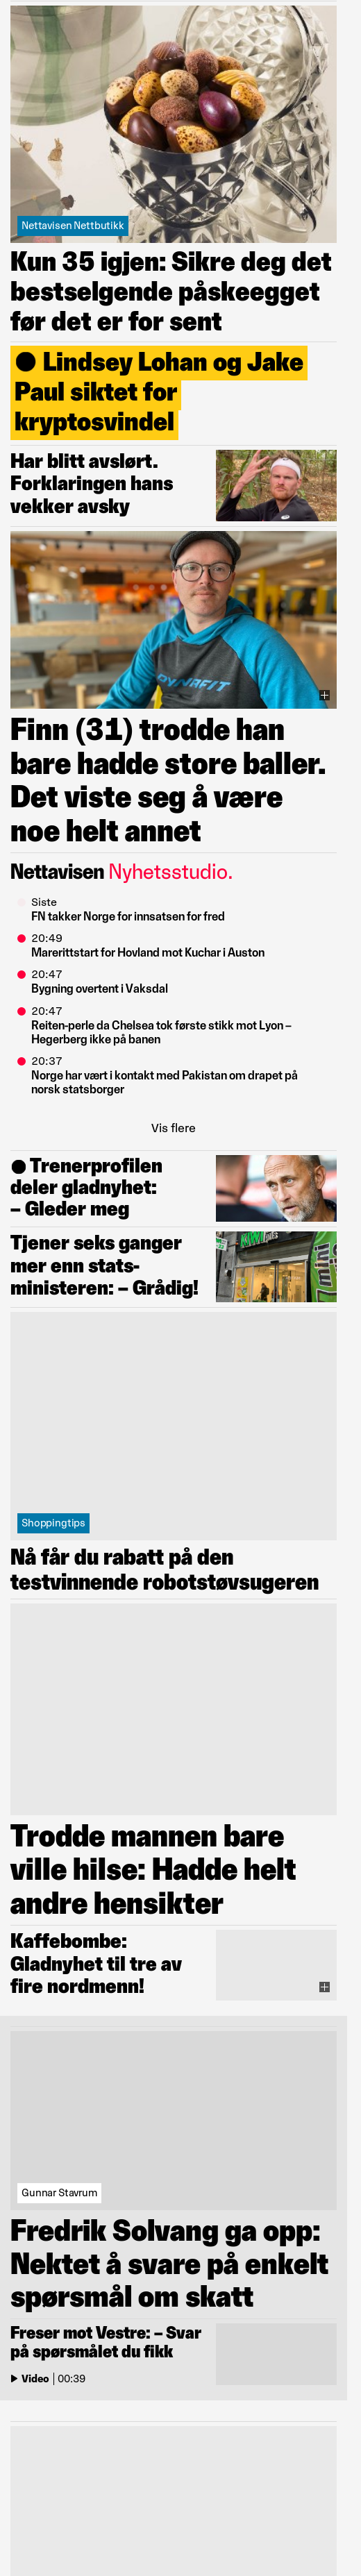 Nettavisen Nettbutikk
Kun 35 igjen: Sikre deg det
bestselgende påskeegget
før det er for sent
Lindsey Lohan og Jake
Paul siktet for
kryptosvindel
Har blitt avslørt.
Forklaringen hans
vekker avsky
DYNAFIT
Finn (31) trodde han
bare hadde store baller.
Det viste seg å være
noe helt annet
Nettavisen Nyhetsstudio.
Siste
FN takker Norge for innsatsen for fred
20:49
Marerittstart for Hovland mot Kuchar i Auston
20:47
Bygning overtent i Vaksdal
20:47
Reiten-perle da Chelsea tok første stikk mot Lyon –
Hegerberg ikke på banen
20:37
Norge har vært i kontakt med Pakistan om drapet på
norsk statsborger
Vis flere
Trenerprofilen
deler gladnyhet:
– Gleder meg
Tjener seks ganger
mer enn stats-
ministeren: – Grådig!
KIWI
Shoppingtips
Nå får du rabatt på den
testvinnende robotstøvsugeren
Trodde mannen bare
ville hilse: Hadde helt
andre hensikter
Kaffebombe:
Gladnyhet til tre av
fire nordmenn!
Gunnar Stavrum
Fredrik Solvang ga opp:
Nektet å svare på enkelt
spørsmål om skatt
Freser mot Vestre: – Svar
på spørsmålet du fikk
Video | 00:39